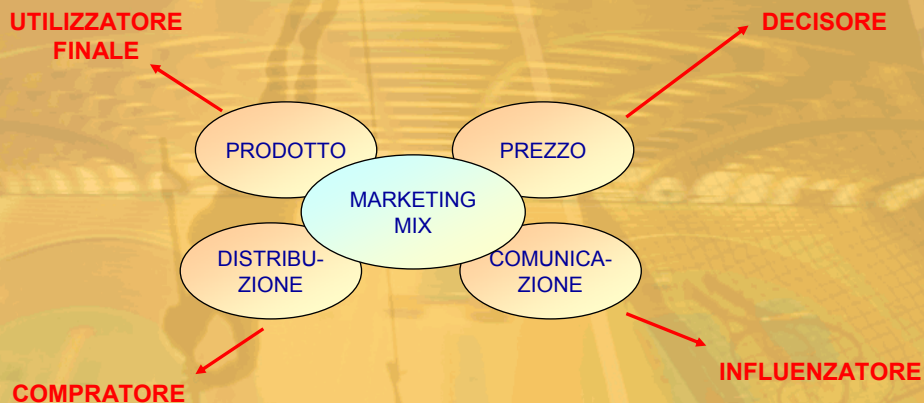 UTILIZZATORE
FINALE
DECISORE
PRODOTTO
PREZZO
MARKETING
MIX
DISTRIBU-
ZIONE
COMUNICA-
ZIONE
COMPRATORE
INFLUENZATORE